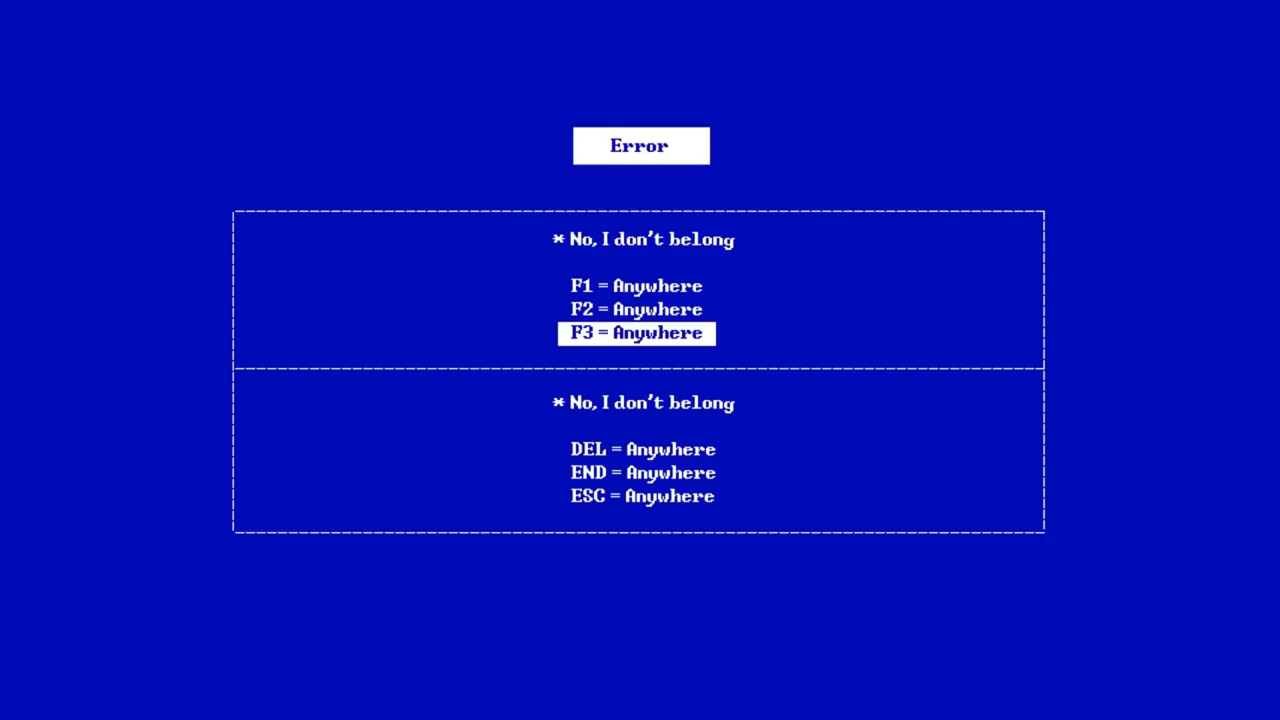 Error
* No, I don't belong
F1 = Anywhere
F2 = Anywhere
F3 = Anywhere
* No, I don't belong
DEL = Anywhere
END = Anywhere
ESC = Anywhere